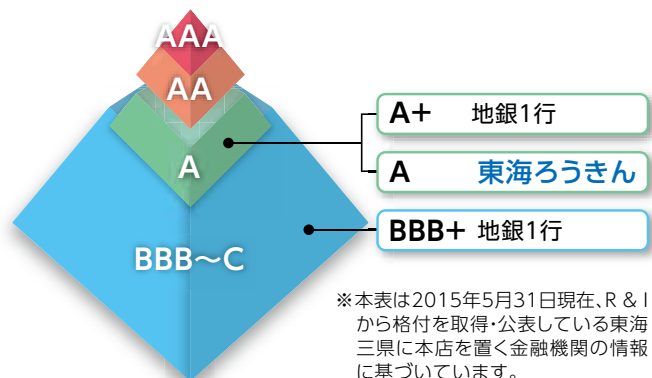 AAA
AA
A
BBB〜C
A+ 地銀1行
A 東海ろうきん
BBB+ 地銀1行
※本表は2015年5月31日現在、R&I
から格付を取得・公表している東海
三県に本店を置く金融機関の情報
に基づいています。